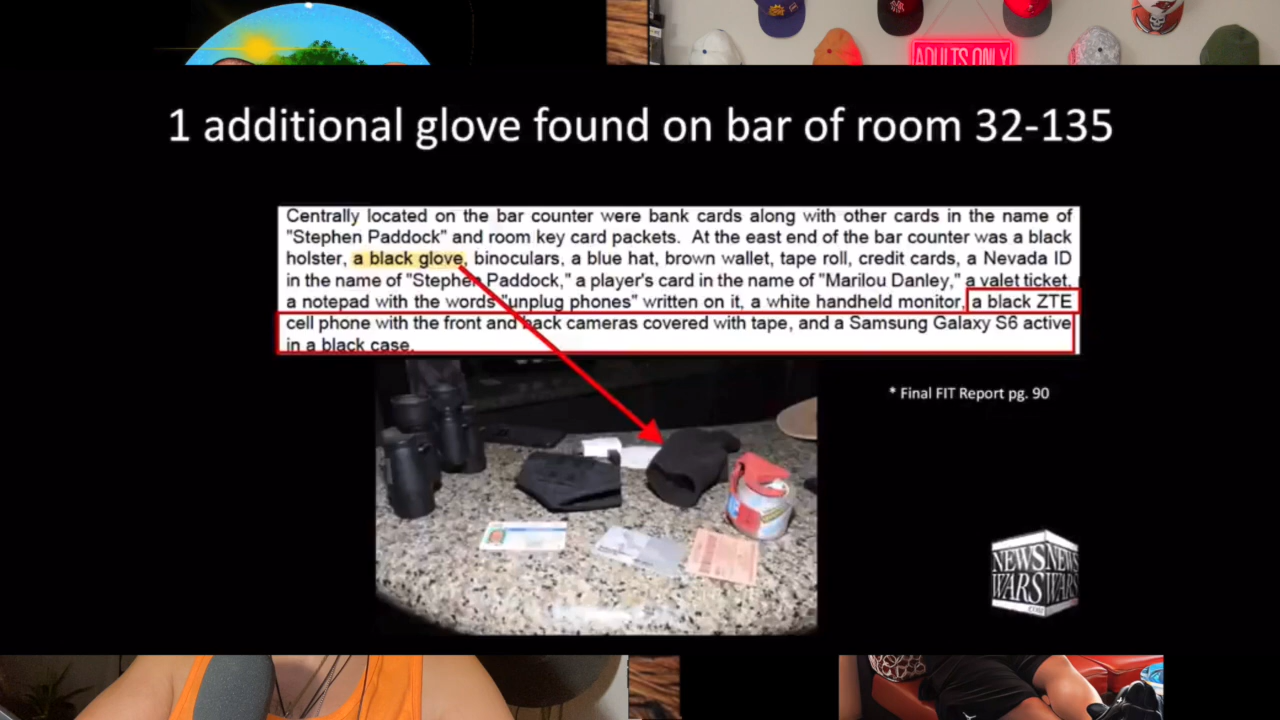 ADULTS ONLY
1 additional glove found on bar of room 32-135
Centrally located on the bar counter were bank cards along with other cards in the name of
"Stephen Paddock" and room key card packets.  At the east end of the bar counter was a black
holster, a black glove, binoculars, a blue hat, brown wallet, tape roll, credit cards, a Nevada ID
in the name of "Stephen Paddock," a player's card in the name of "Marilou Danley," a valet ticket,
a notepad with the words "unplug phones" written on it, a white handheld monitor, a black ZTE
cell phone with the front and back cameras covered with tape, and a Samsung Galaxy S6 active
in a black case.
* Final FIT Report pg. 90
NEWS NEWS
WARS WARS
.COM